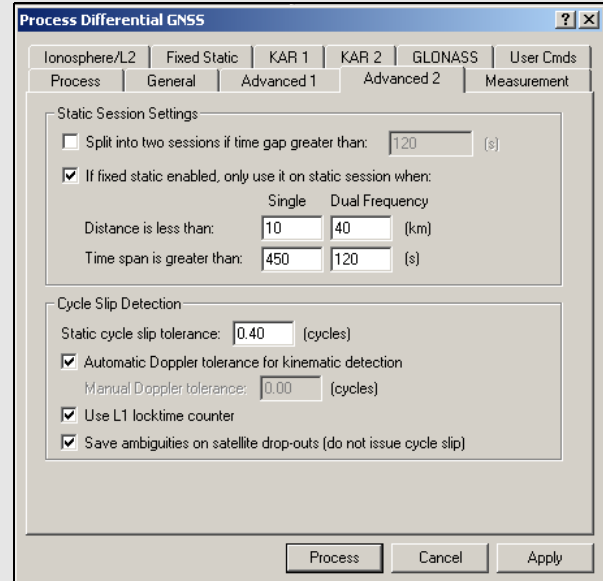 Process Differential GNSS
Ionosphere/L2 Fixed Static KAR 1 KAR 2 GLONASS User Cmds
Process General Advanced 1 Advanced 2 Measurement
Static Session Settings
Split into two sessions if time gap greater than: 120 (s)
If fixed static enabled, only use it on static session when:
Single Dual Frequency
Distance is less than: 10 40 (km)
Time span is greater than: 450 120 (s)
Cycle Slip Detection
Static cycle slip tolerance: 0.40 (cycles)
Automatic Doppler tolerance for kinematic detection
Manual Doppler tolerance: 0.00 (cycles)
Use L1 locktime counter
Save ambiguities on satellite drop-outs (do not issue cycle slip)
Process Cancel Apply